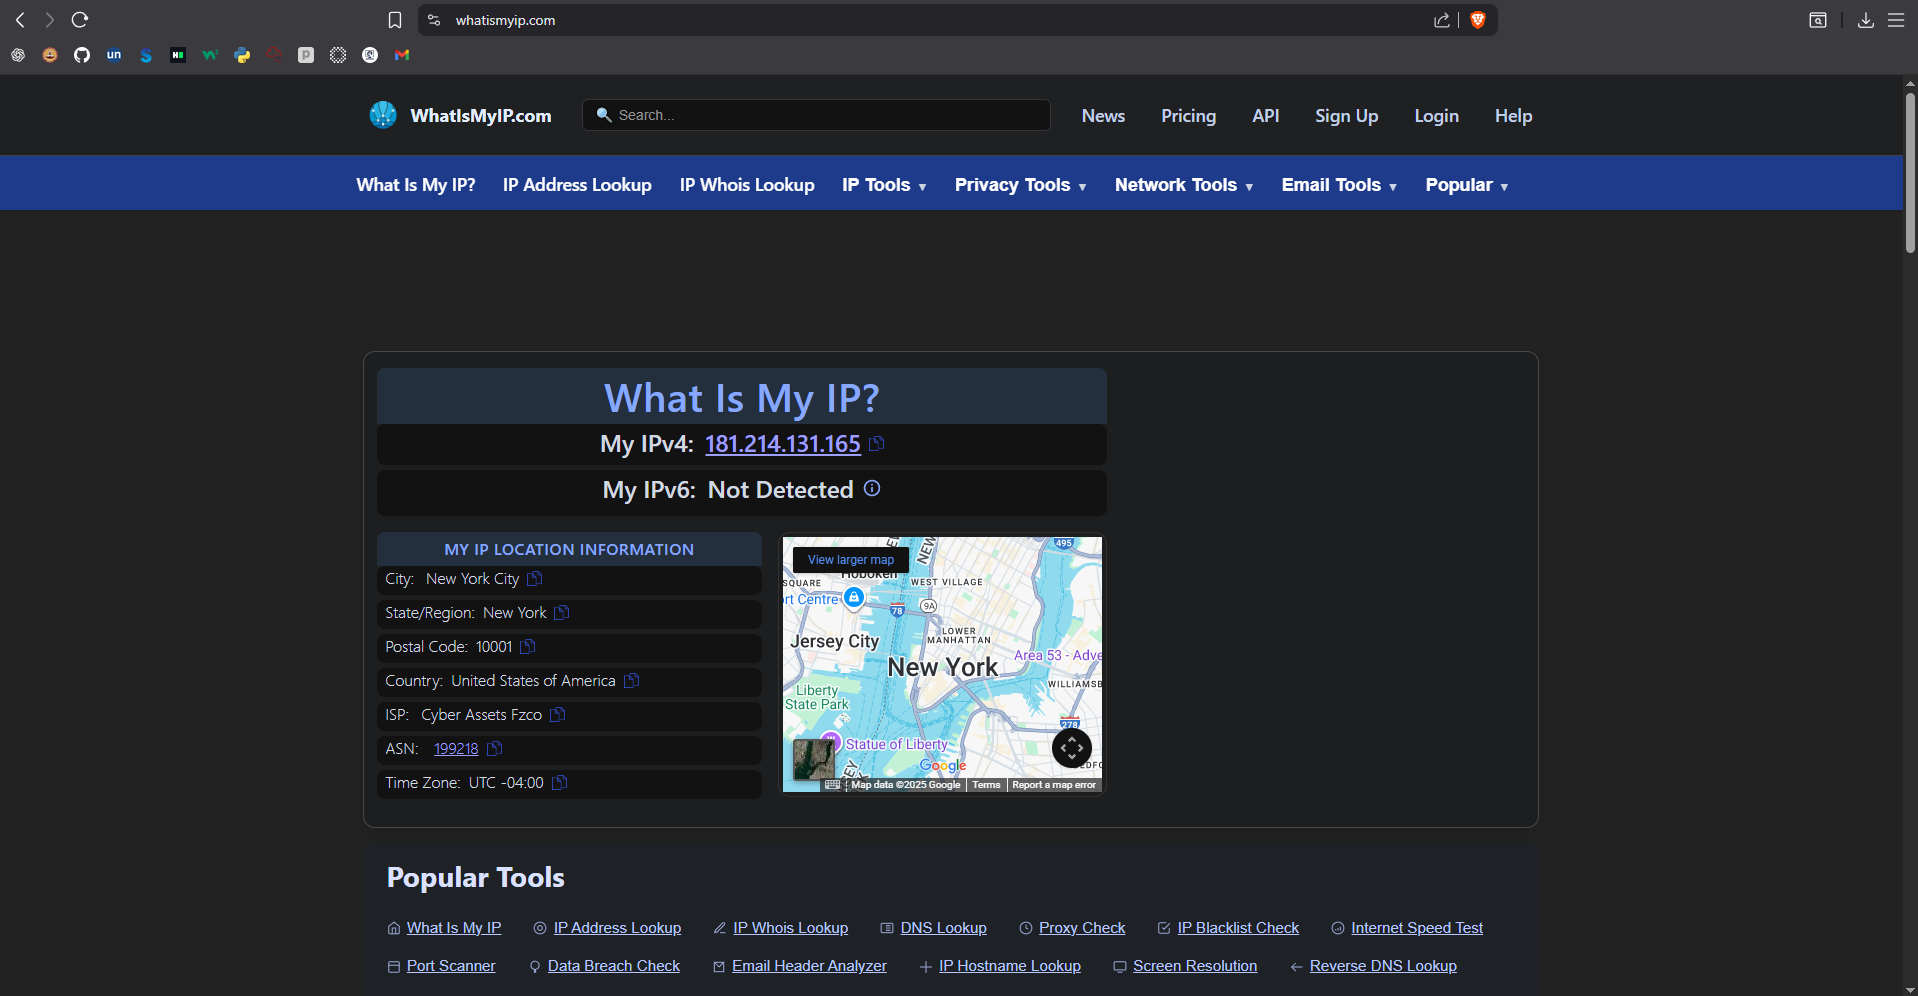 whatismyip.com
WhatIsMyIP.com
Search...
News
Pricing
API
Sign Up
Login
Help
What Is My IP?
IP Address Lookup
IP Whois Lookup
IP Tools
Privacy Tools
Network Tools
Email Tools
Popular
What Is My IP?
My IPv4: 181.214.131.165
My IPv6: Not Detected
MY IP LOCATION INFORMATION
City: New York City
State/Region: New York
Postal Code: 10001
Country: United States of America
ISP: Cyber Assets Fzco
ASN: 199218
Time Zone: UTC -04:00
View larger map
Hoboken
NEW
495
SQUARE
WEST VILLAGE
rt Centre
78
9A
Jersey City
LOWER
MANHATTAN
New York
Area 53 - Adve
WILLIAMSB
Liberty
State Park
278
Statue of Liberty
Google
Map data ©2025 Google
Terms
Report a map error
Popular Tools
What Is My IP
IP Address Lookup
IP Whois Lookup
DNS Lookup
Proxy Check
IP Blacklist Check
Internet Speed Test
Port Scanner
Data Breach Check
Email Header Analyzer
IP Hostname Lookup
Screen Resolution
Reverse DNS Lookup